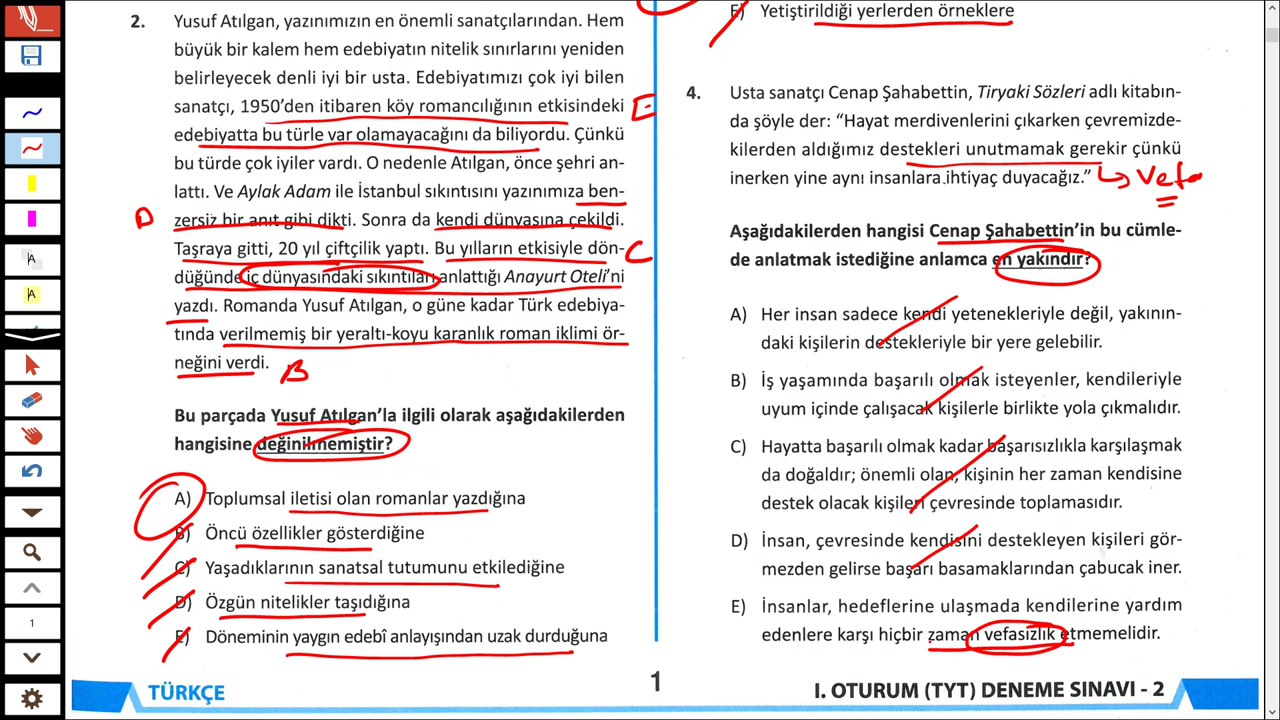 2. Yusuf Atılgan, yazınımızın en önemli sanatçılarından. Hem
büyük bir kalem hem edebiyatın nitelik sınırlarını yeniden
belirleyecek denli iyi bir usta. Edebiyatımızı çok iyi bilen
sanatçı, 1950’den itibaren köy romancılığının etkisindeki
E
edebiyatta bu türle var olamayacağını da biliyordu. Çünkü
bu türde çok iyiler vardı. O nedenle Atılgan, önce şehri an-
lattı. Ve Aylak Adam ile İstanbul sıkıntısını yazınımıza ben-
D
zersiz bir anıt gibi dikti. Sonra da kendi dünyasına çekildi.
Taşraya gitti, 20 yıl çiftçilik yaptı. Bu yılların etkisiyle dön-
C
düğünde iç dünyasındaki sıkıntıları anlattığı Anayurt Oteli’ni
yazdı. Romanda Yusuf Atılgan, o güne kadar Türk edebiya-
tında verilmemiş bir yeraltı-koyu karanlık roman iklimi ör-
neğini verdi.
B
Bu parçada Yusuf Atılgan’la ilgili olarak aşağıdakilerden
hangisine değinilmemiştir?
A) Toplumsal iletisi olan romanlar yazdığına
B) Öncü özellikler gösterdiğine
C) Yaşadıklarının sanatsal tutumunu etkilediğine
D) Özgün nitelikler taşıdığına
E) Döneminin yaygın edebî anlayışından uzak durduğuna
E) Yetiştirildiği yerlerden örneklere
4. Usta sanatçı Cenap Şahabettin, Tiryaki Sözleri adlı kitabın-
da şöyle der: “Hayat merdivenlerini çıkarken çevremizde-
kilerden aldığımız destekleri unutmamak gerekir çünkü
inerken yine aynı insanlara ihtiyaç duyacağız.”
Vefa
Aşağıdakilerden hangisi Cenap Şahabettin’in bu cümle-
de anlatmak istediğine anlamca en yakındır?
A) Her insan sadece kendi yetenekleriyle değil, yakının-
daki kişilerin destekleriyle bir yere gelebilir.
B) İş yaşamında başarılı olmak isteyenler, kendileriyle
uyum içinde çalışacak kişilerle birlikte yola çıkmalıdır.
C) Hayatta başarılı olmak kadar başarısızlıkla karşılaşmak
da doğaldır; önemli olan, kişinin her zaman kendisine
destek olacak kişileri çevresinde toplamasıdır.
D) İnsan, çevresinde kendisini destekleyen kişileri gör-
mezden gelirse başarı basamaklarından çabucak iner.
E) İnsanlar, hedeflerine ulaşmada kendilerine yardım
edenlere karşı hiçbir zaman vefasızlık etmemelidir.
TÜRKÇE
1
I. OTURUM (TYT) DENEME SINAVI - 2
A
A
1